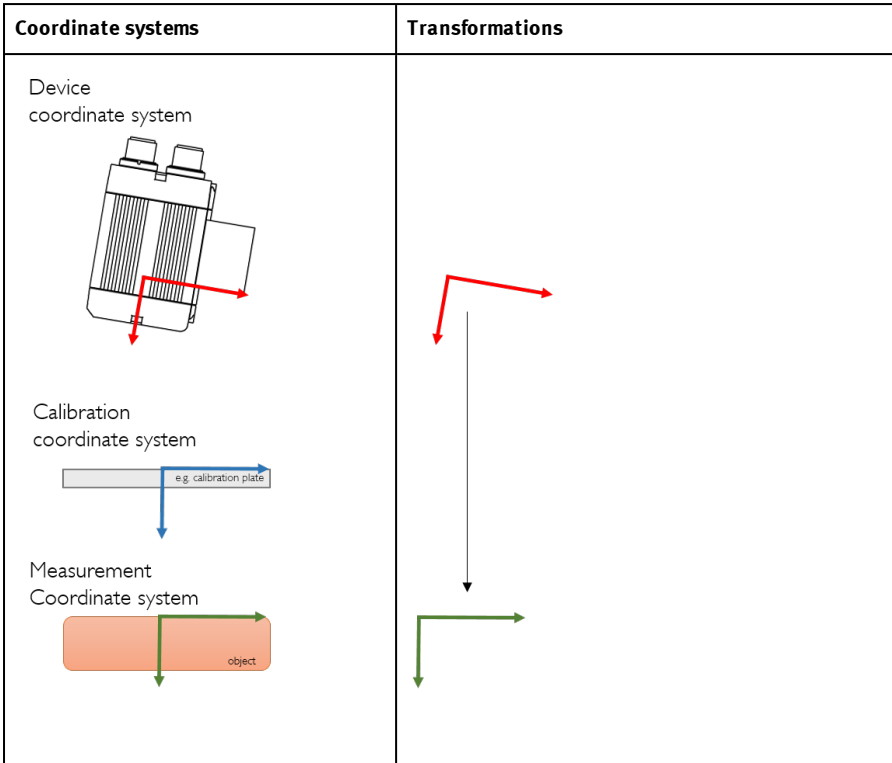 Coordinate systems
Transformations
Device
coordinate system
Calibration
coordinate system
e.g. calibration plate
Measurement
Coordinate system
object